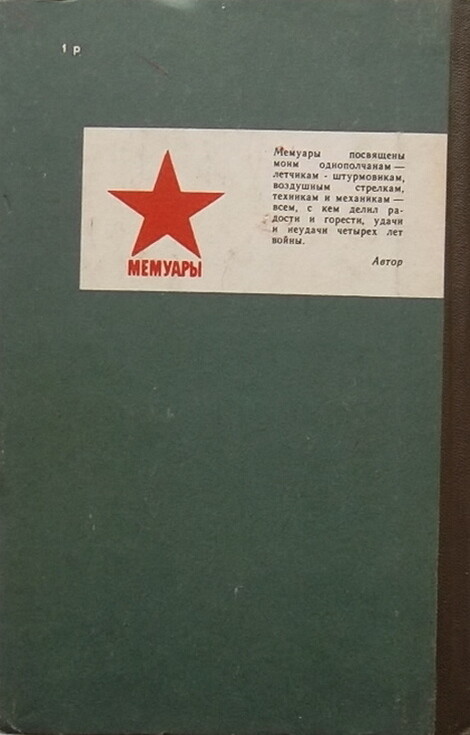 1 р
Мемуары посвящены
моим однополчанам —
летчикам - штурмовикам,
воздушным стрелкам,
техникам и механикам —
всем, с кем делил ра-
дости и горести, удачи
и неудачи четырех лет
войны.
Автор
МЕМУАРЫ